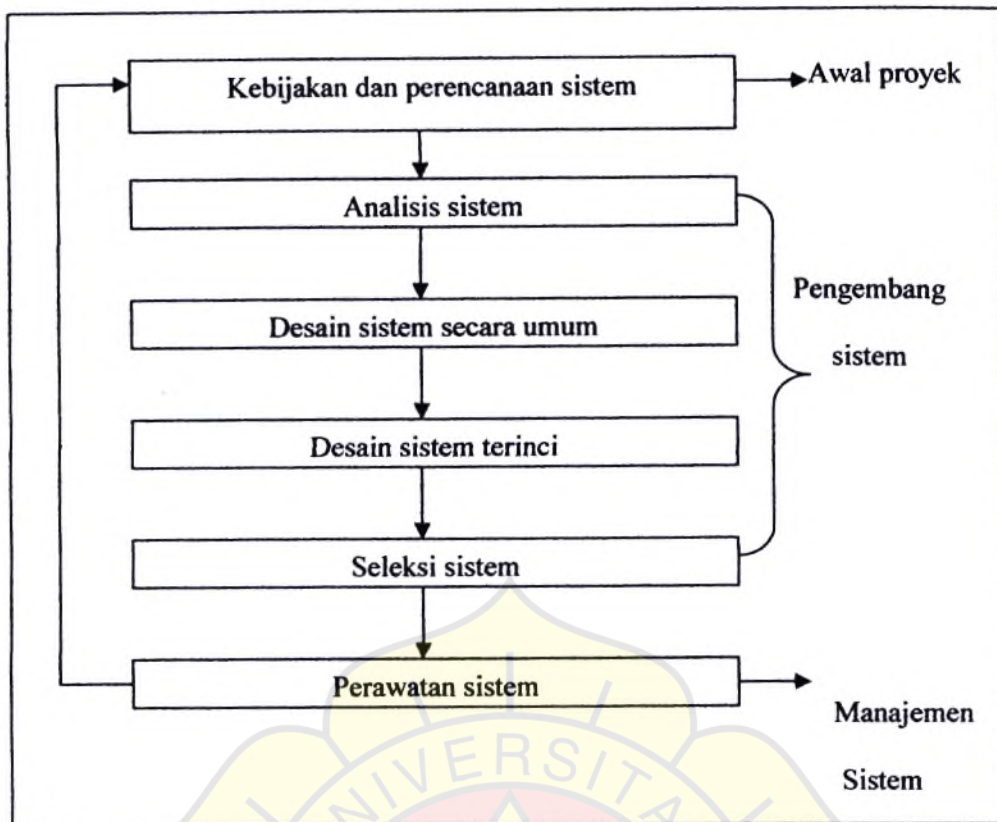 Kebijakan dan perencanaan sistem
Awal proyek
Analisis sistem
Desain sistem secara umum
Pengembang
sistem
Desain sistem terinci
Seleksi sistem
Perawatan sistem
Manajemen
Sistem
NIVERSITA